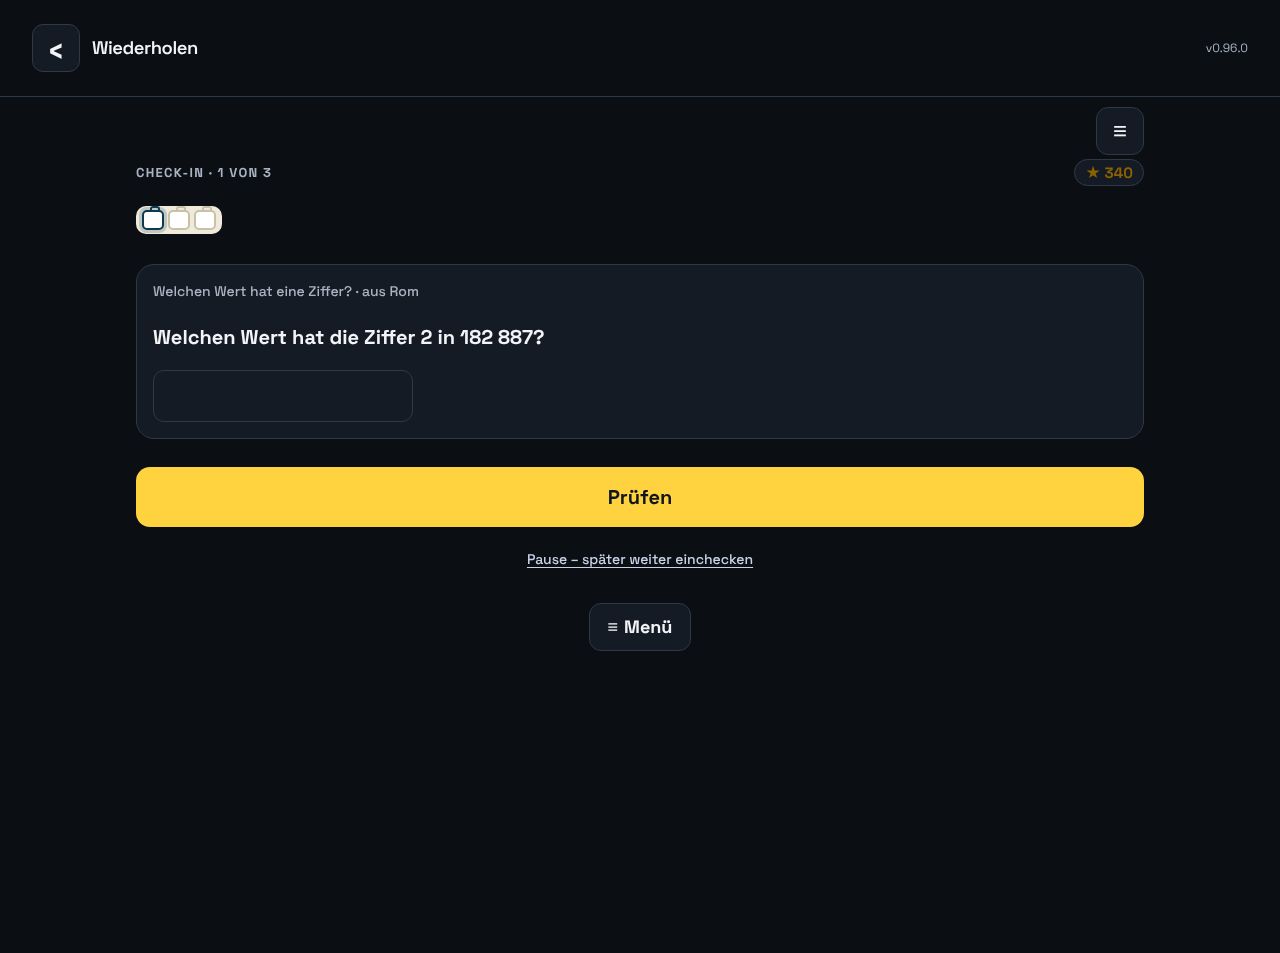 < Wiederholen
v0.96.0
≡
CHECK-IN · 1 VON 3
★ 340
Welchen Wert hat eine Ziffer? · aus Rom
Welchen Wert hat die Ziffer 2 in 182 887?
Prüfen
Pause – später weiter einchecken
≡ Menü